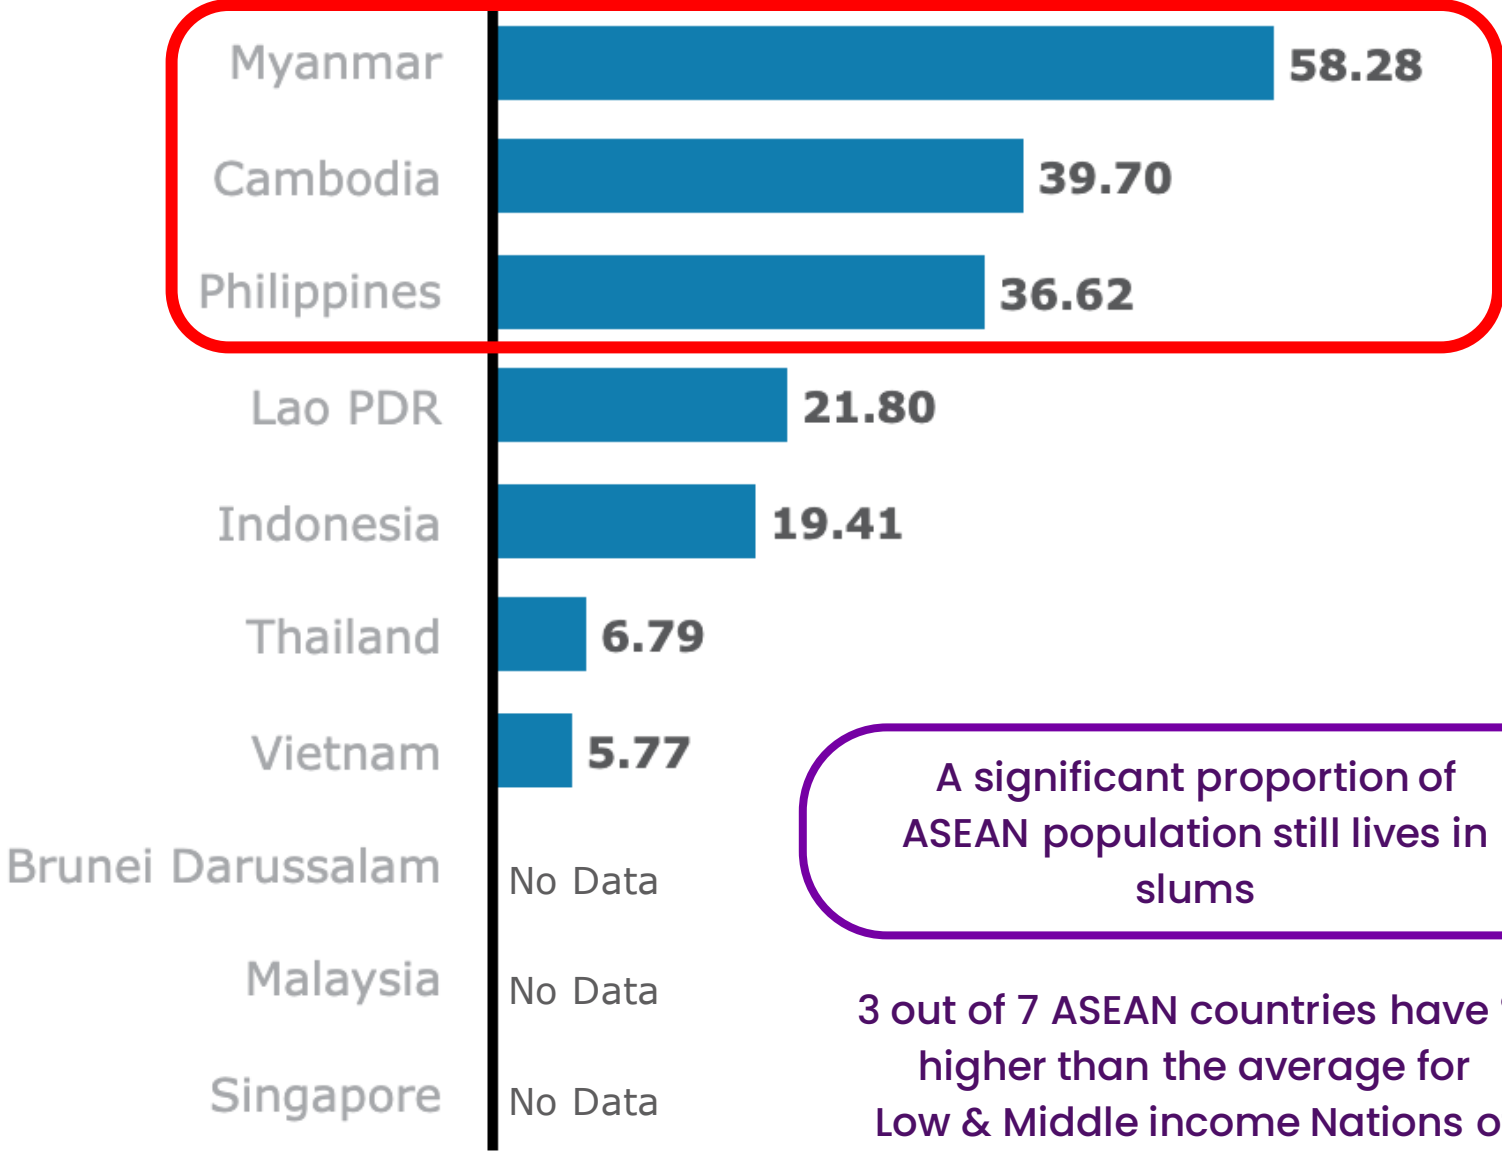 Myanmar 58.28
Cambodia 39.70
Philippines 36.62
Lao PDR 21.80
Indonesia 19.41
Thailand 6.79
Vietnam 5.77
Brunei Darussalam No Data
Malaysia No Data
Singapore No Data
A significant proportion of
ASEAN population still lives in
slums
3 out of 7 ASEAN countries have
higher than the average for
Low & Middle income Nations